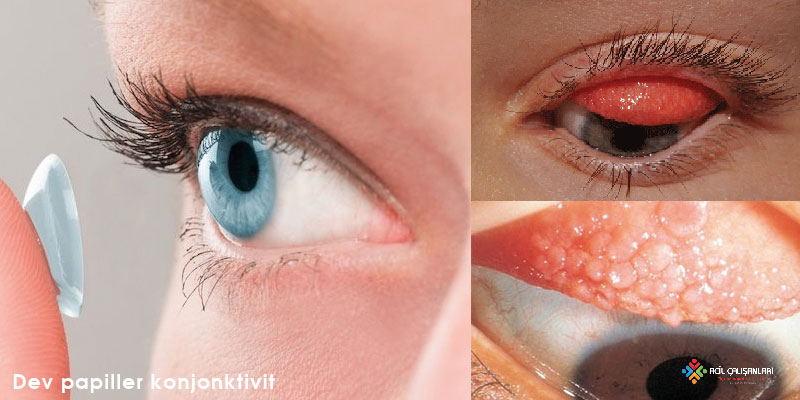 Dev papiller konjonktivit
ACİL ÇALIŞANLARI